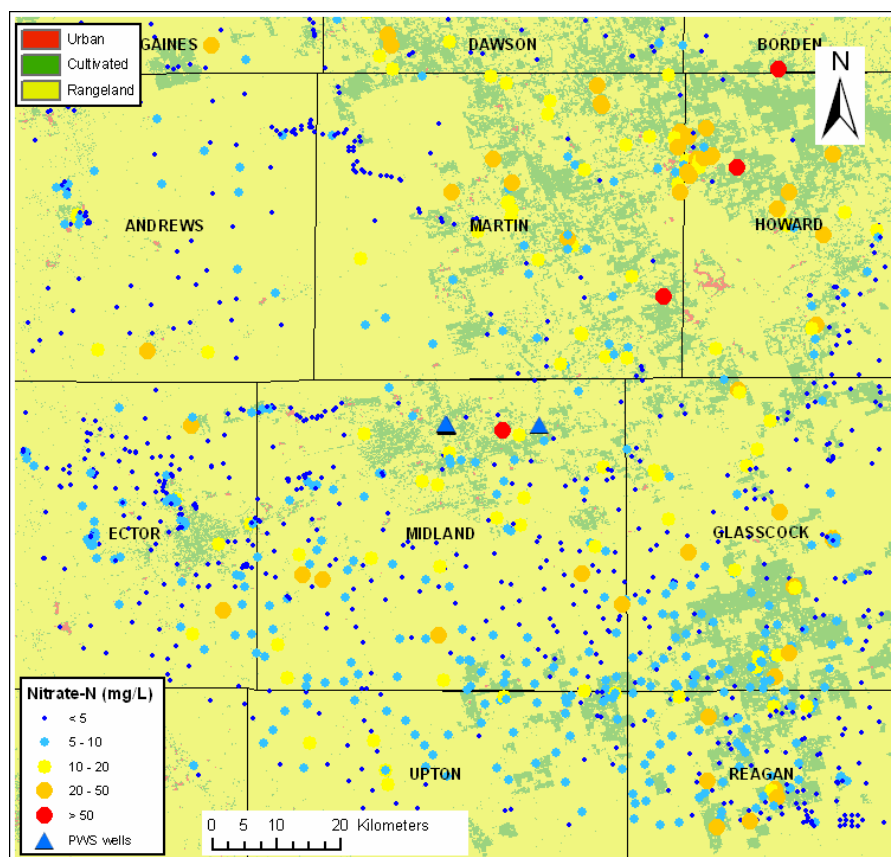 Urban
Cultivated
Rangeland
GAINES
DAWSON
BORDEN
N
ANDREWS
MARTIN
HOWARD
ECTOR
MIDLAND
GLASSCOCK
Nitrate-N (mg/L)
< 5
5 - 10
10 - 20
20 - 50
> 50
PWS wells
UPTON
REAGAN
0 5 10 20 Kilometers